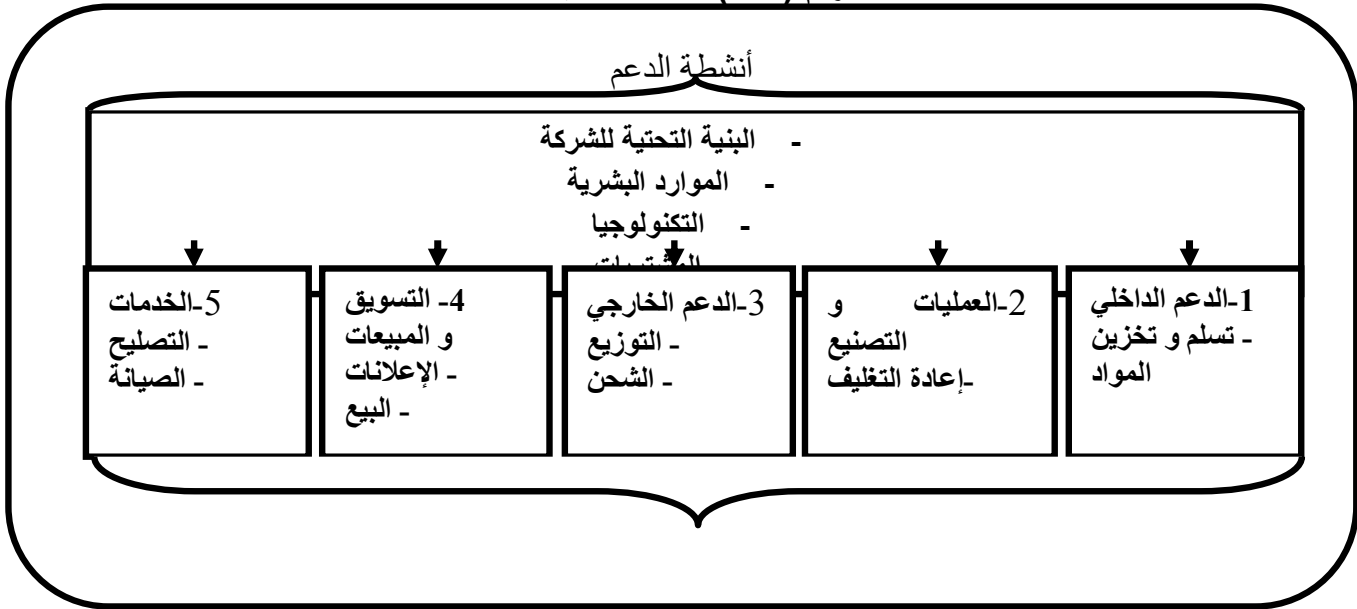 أنشطة الدعم
- البنية التحتية للشركة
- الموارد البشرية
- التكنولوجيا
1-الدعم الداخلي
- تسلم و تخزين
المواد
2-العمليات و
التصنيع
-إعادة التغليف
3-الدعم الخارجي
- التوزيع
- الشحن
4- التسويق
و المبيعات
- الإعلانات
- البيع
5-الخدمات
- التصليح
- الصيانة